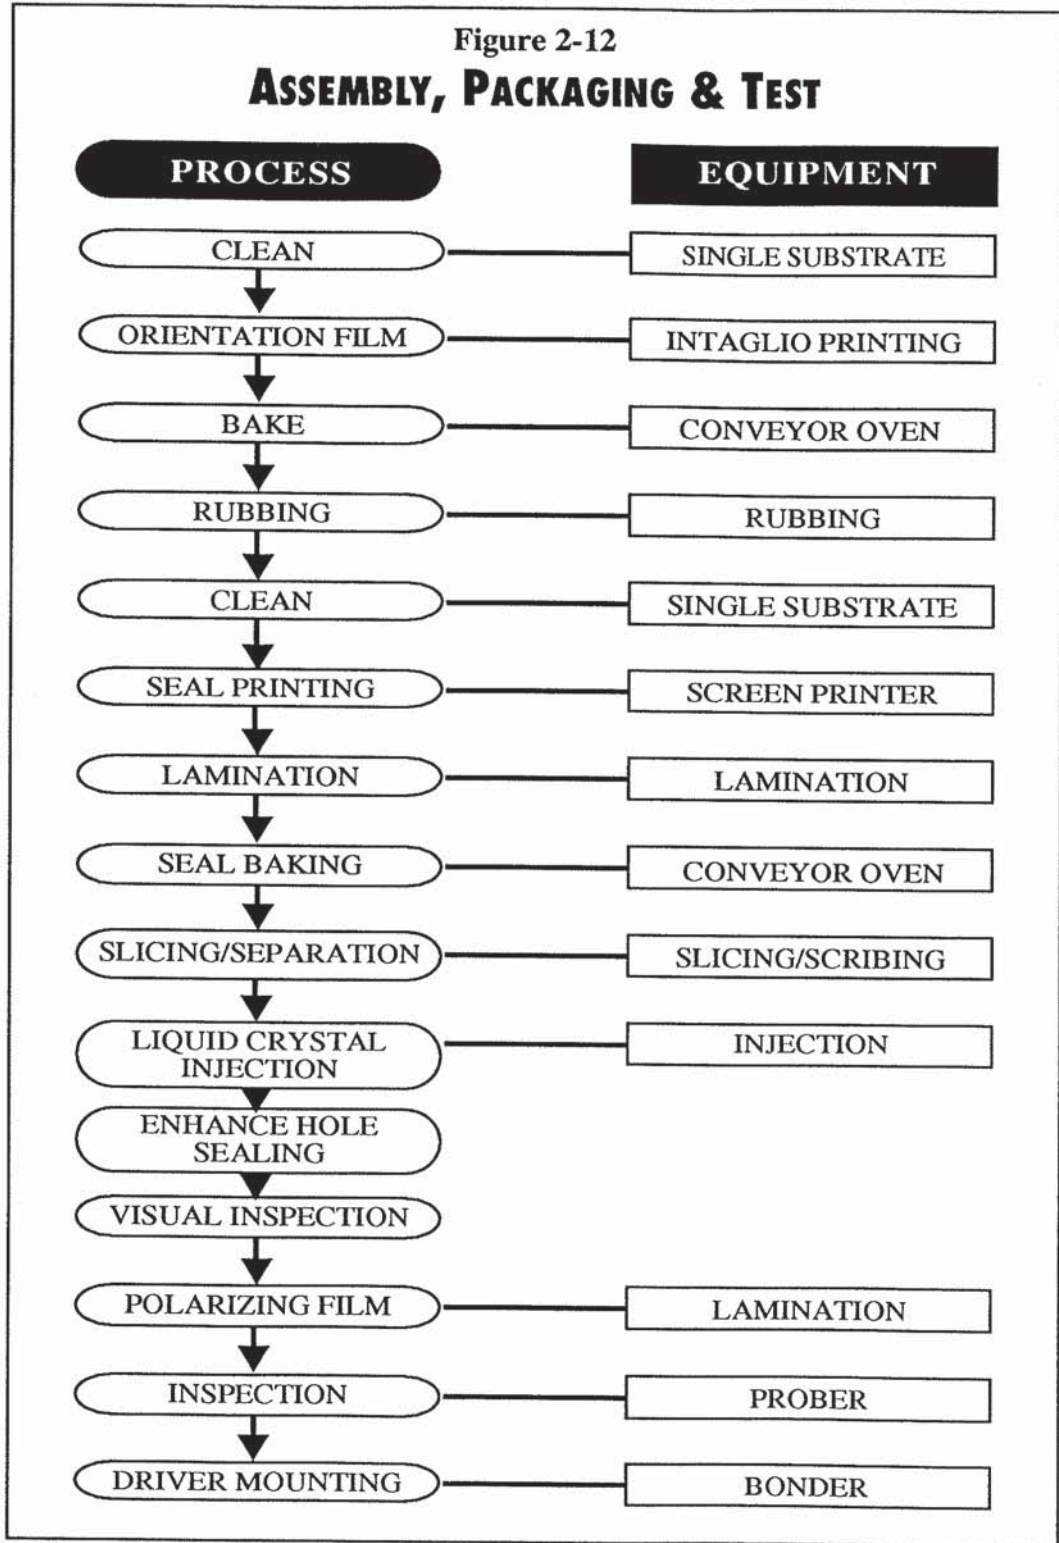 Figure 2-12
ASSEMBLY, PACKAGING & TEST
PROCESS
EQUIPMENT
CLEAN
SINGLE SUBSTRATE
ORIENTATION FILM
INTAGLIO PRINTING
BAKE
CONVEYOR OVEN
RUBBING
RUBBING
CLEAN
SINGLE SUBSTRATE
SEAL PRINTING
SCREEN PRINTER
LAMINATION
LAMINATION
SEAL BAKING
CONVEYOR OVEN
SLICING/SEPARATION
SLICING/SCRIBING
LIQUID CRYSTAL
INJECTION
INJECTION
ENHANCE HOLE
SEALING
VISUAL INSPECTION
POLARIZING FILM
LAMINATION
INSPECTION
PROBER
DRIVER MOUNTING
BONDER